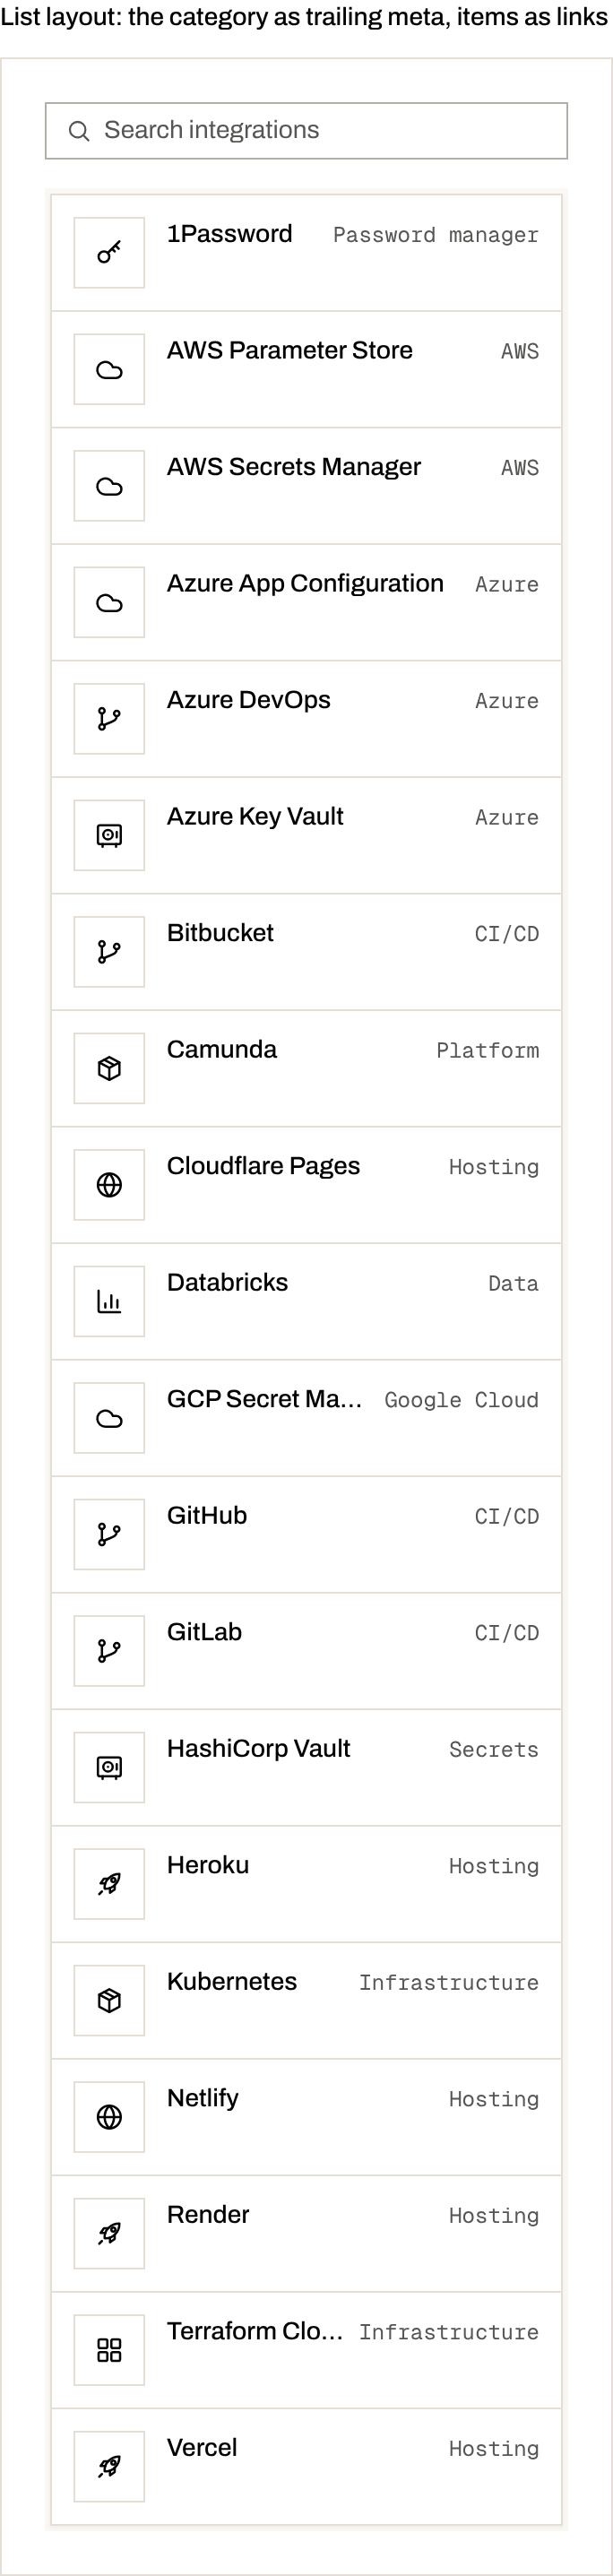 List layout: the category as trailing meta, items as links
Search integrations
1Password Password manager
AWS Parameter Store AWS
AWS Secrets Manager AWS
Azure App Configuration Azure
Azure DevOps Azure
Azure Key Vault Azure
Bitbucket CI/CD
Camunda Platform
Cloudflare Pages Hosting
Databricks Data
GCP Secret Ma... Google Cloud
GitHub CI/CD
GitLab CI/CD
HashiCorp Vault Secrets
Heroku Hosting
Kubernetes Infrastructure
Netlify Hosting
Render Hosting
Terraform Clo... Infrastructure
Vercel Hosting